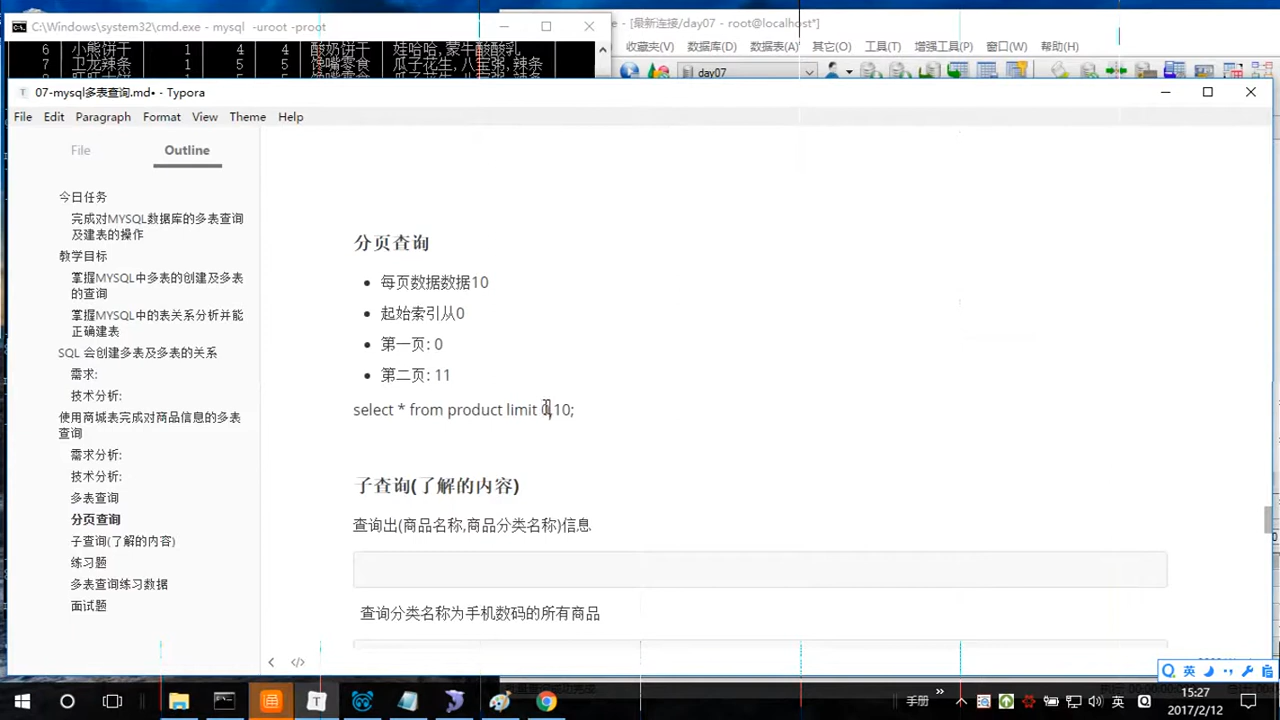 C:\Windows\system32\cmd.exe - mysql -uroot -proot
e - [最新连接/day07 - root@localhost*]
收藏夹(V) 数据库(D) 数据表(A) 其它(O) 工具(T) 增强工具(P) 窗口(W) 帮助(H)
6 小熊饼干 1 4 4 酸奶饼干 娃哈哈,蒙牛酸酸乳
7 卫龙辣条 1 5 5 馋嘴零食 瓜子花生,八宝粥,辣条
day07
07-mysql多表查询.md• - Typora
File Edit Paragraph Format View Theme Help
File Outline
今日任务
完成对MYSQL数据库的多表查询
及建表的操作
教学目标
掌握MYSQL中多表的创建及多表
的查询
掌握MYSQL中的表关系分析并能
正确建表
SQL 会创建多表及多表的关系
需求:
技术分析:
使用商城表完成对商品信息的多表
查询
需求分析:
技术分析:
多表查询
分页查询
子查询(了解的内容)
练习题
多表查询练习数据
面试题
分页查询
每页数据数据10
起始索引从0
第一页: 0
第二页: 11
select * from product limit 0,10;
子查询(了解的内容)
查询出(商品名称,商品分类名称)信息
查询分类名称为手机数码的所有商品
英
手册
英
15:27
2017/2/12